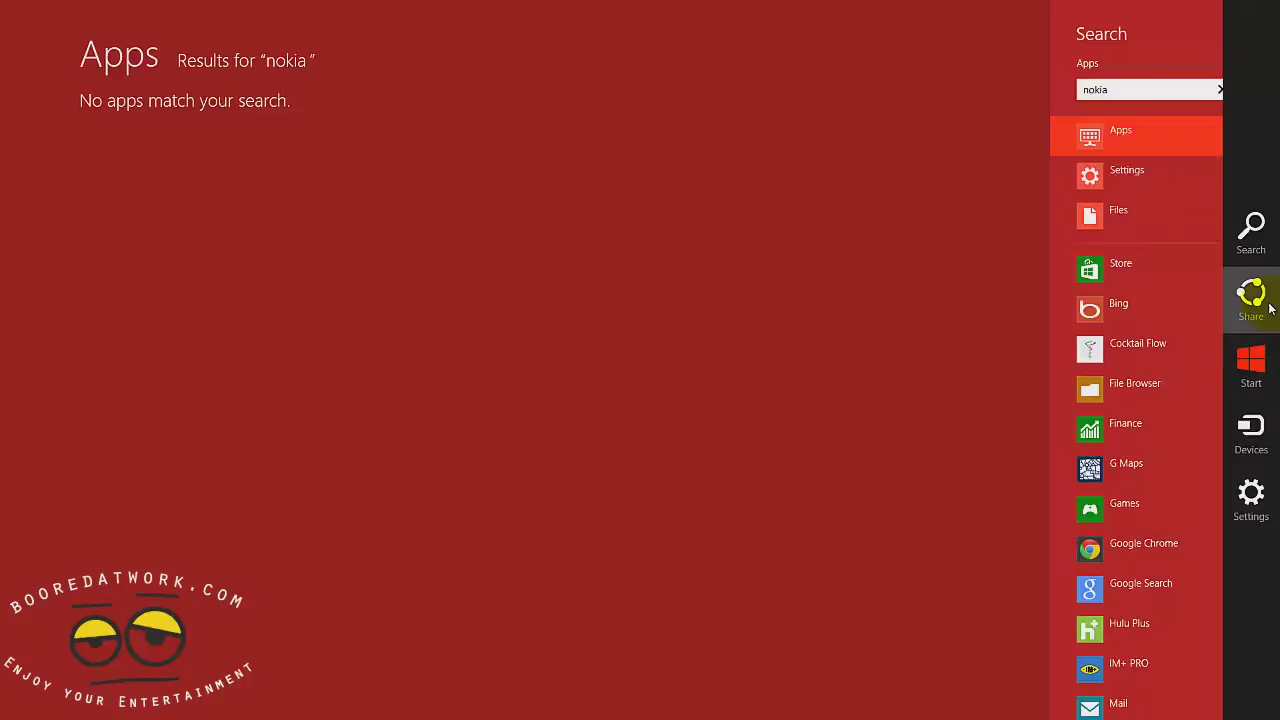 Apps Results for “nokia ”
No apps match your search.
Search
Apps
nokia
Apps
Settings
Files
Store
Bing
Cocktail Flow
File Browser
Finance
G Maps
Games
Google Chrome
Google Search
Hulu Plus
IM+ PRO
Mail
Search
Share
Start
Devices
Settings
BOOREDATWORK.COM
ENJOY YOUR ENTERTAINMENT